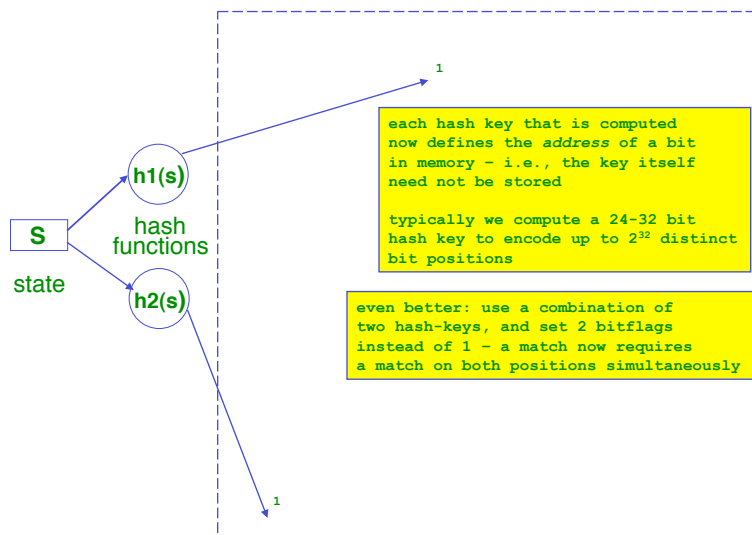 1
each hash key that is computed
now defines the address of a bit
in memory – i.e., the key itself
need not be stored
typically we compute a 24-32 bit
hash key to encode up to 2³² distinct
bit positions
h1(s)
hash
functions
S
state
h2(s)
even better: use a combination of
two hash-keys, and set 2 bitflags
instead of 1 – a match now requires
a match on both positions simultaneously
1